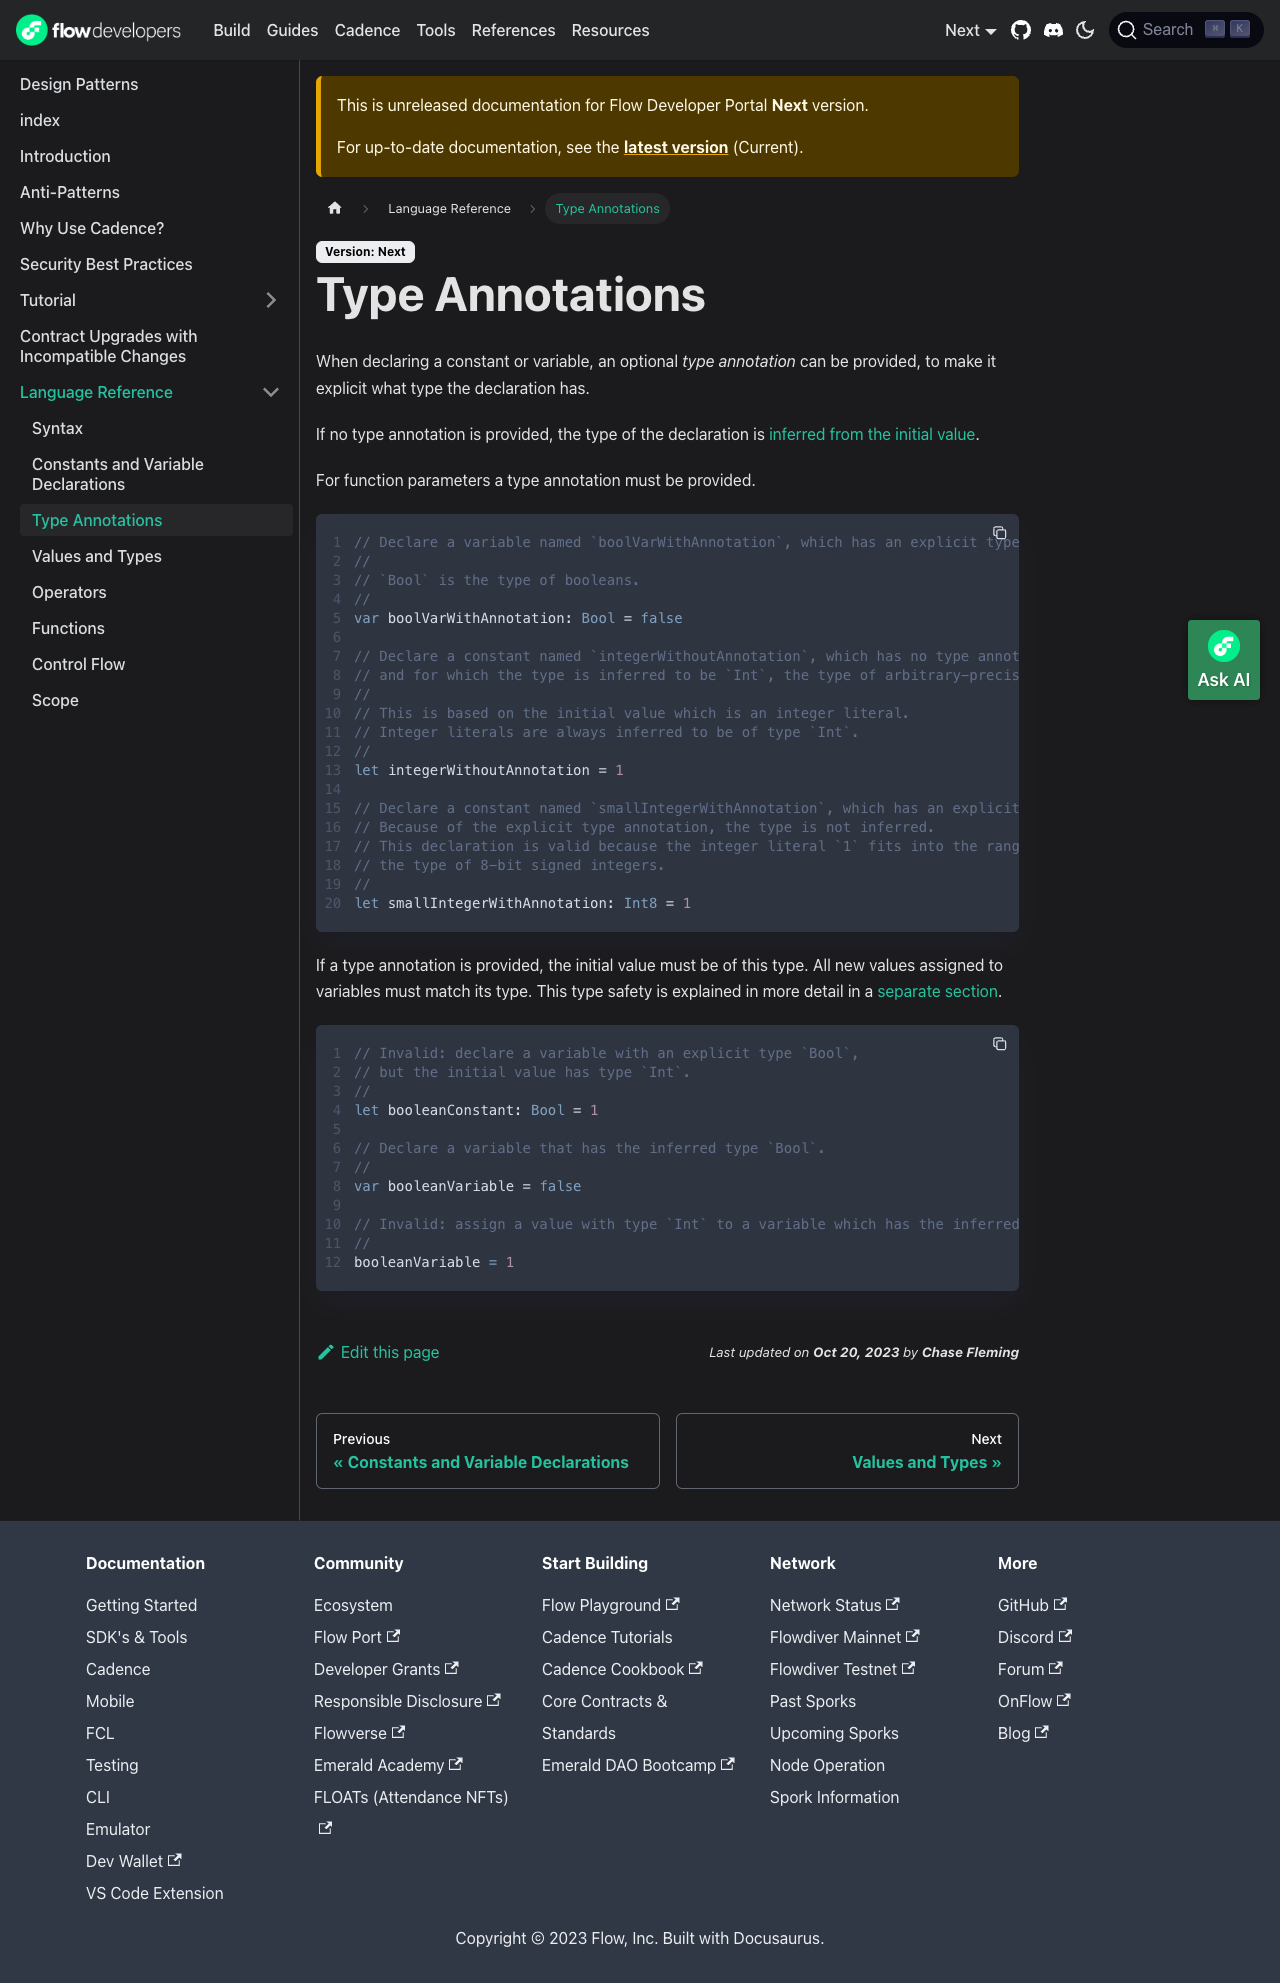 flowdevelopers
Build Guides Cadence Tools References Resources
Next
Search ⌘ K
Design Patterns
index
Introduction
Anti-Patterns
Why Use Cadence?
Security Best Practices
Tutorial
Contract Upgrades with
Incompatible Changes
Language Reference
Syntax
Constants and Variable
Declarations
Type Annotations
Values and Types
Operators
Functions
Control Flow
Scope
This is unreleased documentation for Flow Developer Portal Next version.
For up-to-date documentation, see the latest version (Current).
Language Reference
Type Annotations
Version: Next
Type Annotations
When declaring a constant or variable, an optional type annotation can be provided, to make it
explicit what type the declaration has.
If no type annotation is provided, the type of the declaration is inferred from the initial value.
For function parameters a type annotation must be provided.
1 // Declare a variable named `boolVarWithAnnotation`, which has an explicit type
2 //
3 // `Bool` is the type of booleans.
4 //
5 var boolVarWithAnnotation: Bool = false
6
7 // Declare a constant named `integerWithoutAnnotation`, which has no type annot
8 // and for which the type is inferred to be `Int`, the type of arbitrary-precis
9 //
10 // This is based on the initial value which is an integer literal.
11 // Integer literals are always inferred to be of type `Int`.
12 //
13 let integerWithoutAnnotation = 1
14
15 // Declare a constant named `smallIntegerWithAnnotation`, which has an explicit
16 // Because of the explicit type annotation, the type is not inferred.
17 // This declaration is valid because the integer literal `1` fits into the rang
18 // the type of 8-bit signed integers.
19 //
20 let smallIntegerWithAnnotation: Int8 = 1
If a type annotation is provided, the initial value must be of this type. All new values assigned to
variables must match its type. This type safety is explained in more detail in a separate section.
1 // Invalid: declare a variable with an explicit type `Bool`,
2 // but the initial value has type `Int`.
3 //
4 let booleanConstant: Bool = 1
5
6 // Declare a variable that has the inferred type `Bool`.
7 //
8 var booleanVariable = false
9
10 // Invalid: assign a value with type `Int` to a variable which has the inferred
11 //
12 booleanVariable = 1
Edit this page
Last updated on Oct 20, 2023 by Chase Fleming
Previous
« Constants and Variable Declarations
Next
Values and Types »
Ask AI
Documentation
Getting Started
SDK's & Tools
Cadence
Mobile
FCL
Testing
CLI
Emulator
Dev Wallet
VS Code Extension
Community
Ecosystem
Flow Port
Developer Grants
Responsible Disclosure
Flowverse
Emerald Academy
FLOATs (Attendance NFTs)
Start Building
Flow Playground
Cadence Tutorials
Cadence Cookbook
Core Contracts &
Standards
Emerald DAO Bootcamp
Network
Network Status
Flowdiver Mainnet
Flowdiver Testnet
Past Sporks
Upcoming Sporks
Node Operation
Spork Information
More
GitHub
Discord
Forum
OnFlow
Blog
Copyright © 2023 Flow, Inc. Built with Docusaurus.